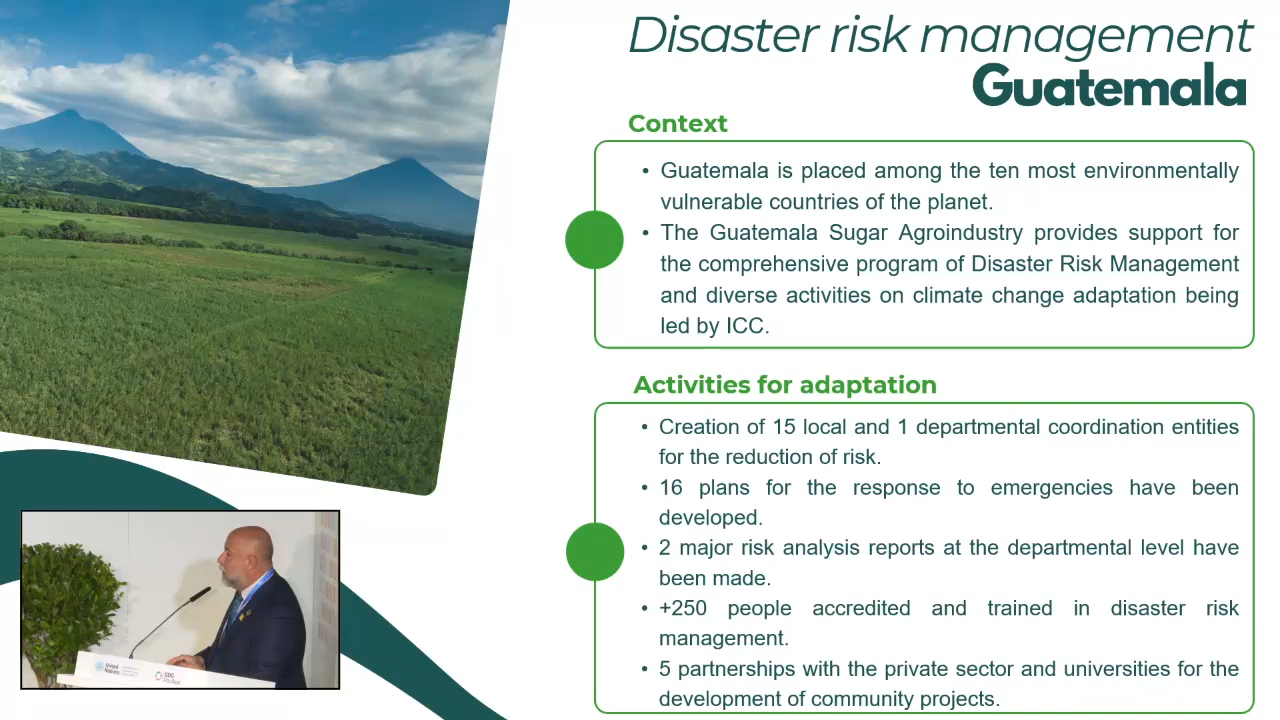 Disaster risk management
Guatemala
Context
• Guatemala is placed among the ten most environmentally
vulnerable countries of the planet.
• The Guatemala Sugar Agroindustry provides support for
the comprehensive program of Disaster Risk Management
and diverse activities on climate change adaptation being
led by ICC.
Activities for adaptation
• Creation of 15 local and 1 departmental coordination entities
for the reduction of risk.
• 16 plans for the response to emergencies have been
developed.
• 2 major risk analysis reports at the departmental level have
been made.
• +250 people accredited and trained in disaster risk
management.
• 5 partnerships with the private sector and universities for the
development of community projects.
United
Nations
SDG
Pavilion